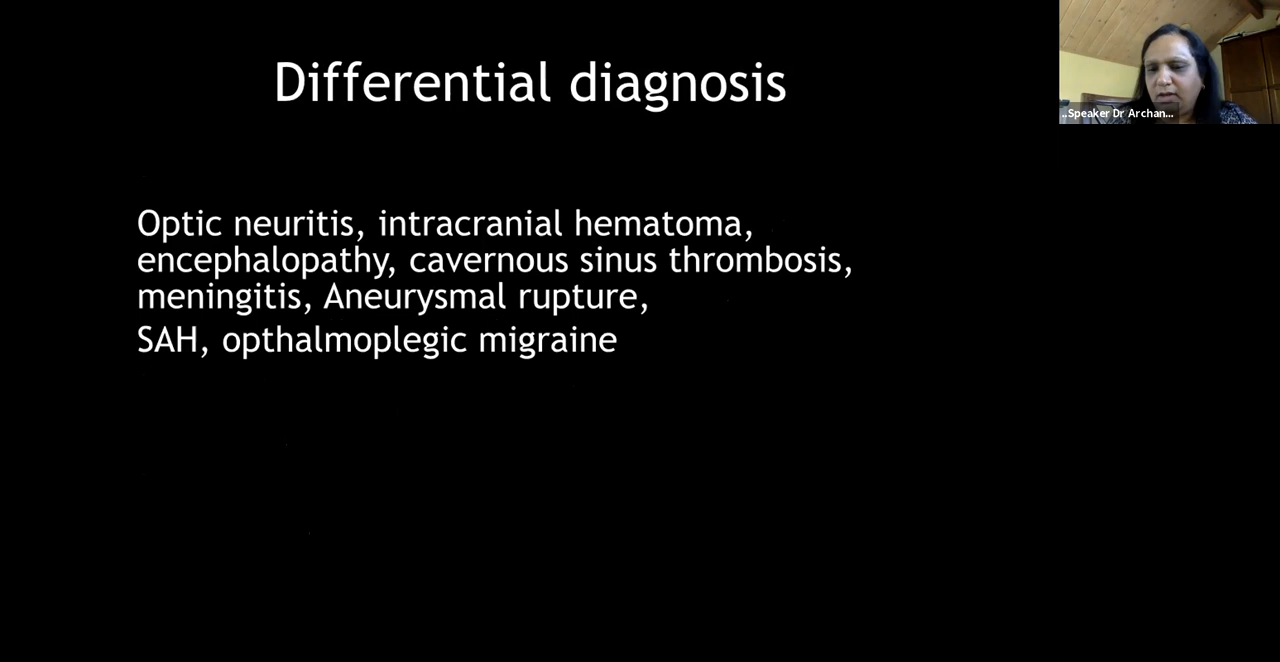 Differential diagnosis
..Speaker Dr Archan...
Optic neuritis, intracranial hematoma,
encephalopathy, cavernous sinus thrombosis,
meningitis, Aneurysmal rupture,
SAH, opthalmoplegic migraine